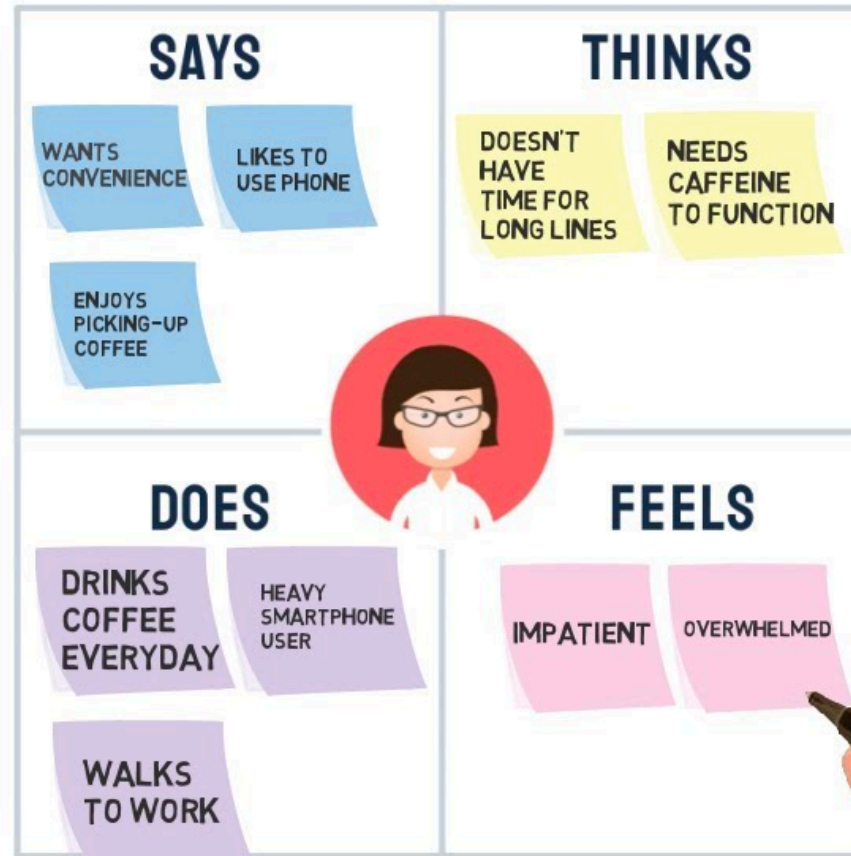 SAYS
WANTS
CONVENIENCE
LIKES TO
USE PHONE
ENJOYS
PICKING-UP
COFFEE
THINKS
DOESN'T
HAVE
TIME FOR
LONG LINES
NEEDS
CAFFEINE
TO FUNCTION
DOES
DRINKS
COFFEE
EVERYDAY
HEAVY
SMARTPHONE
USER
WALKS
TO WORK
FEELS
IMPATIENT
OVERWHELMED